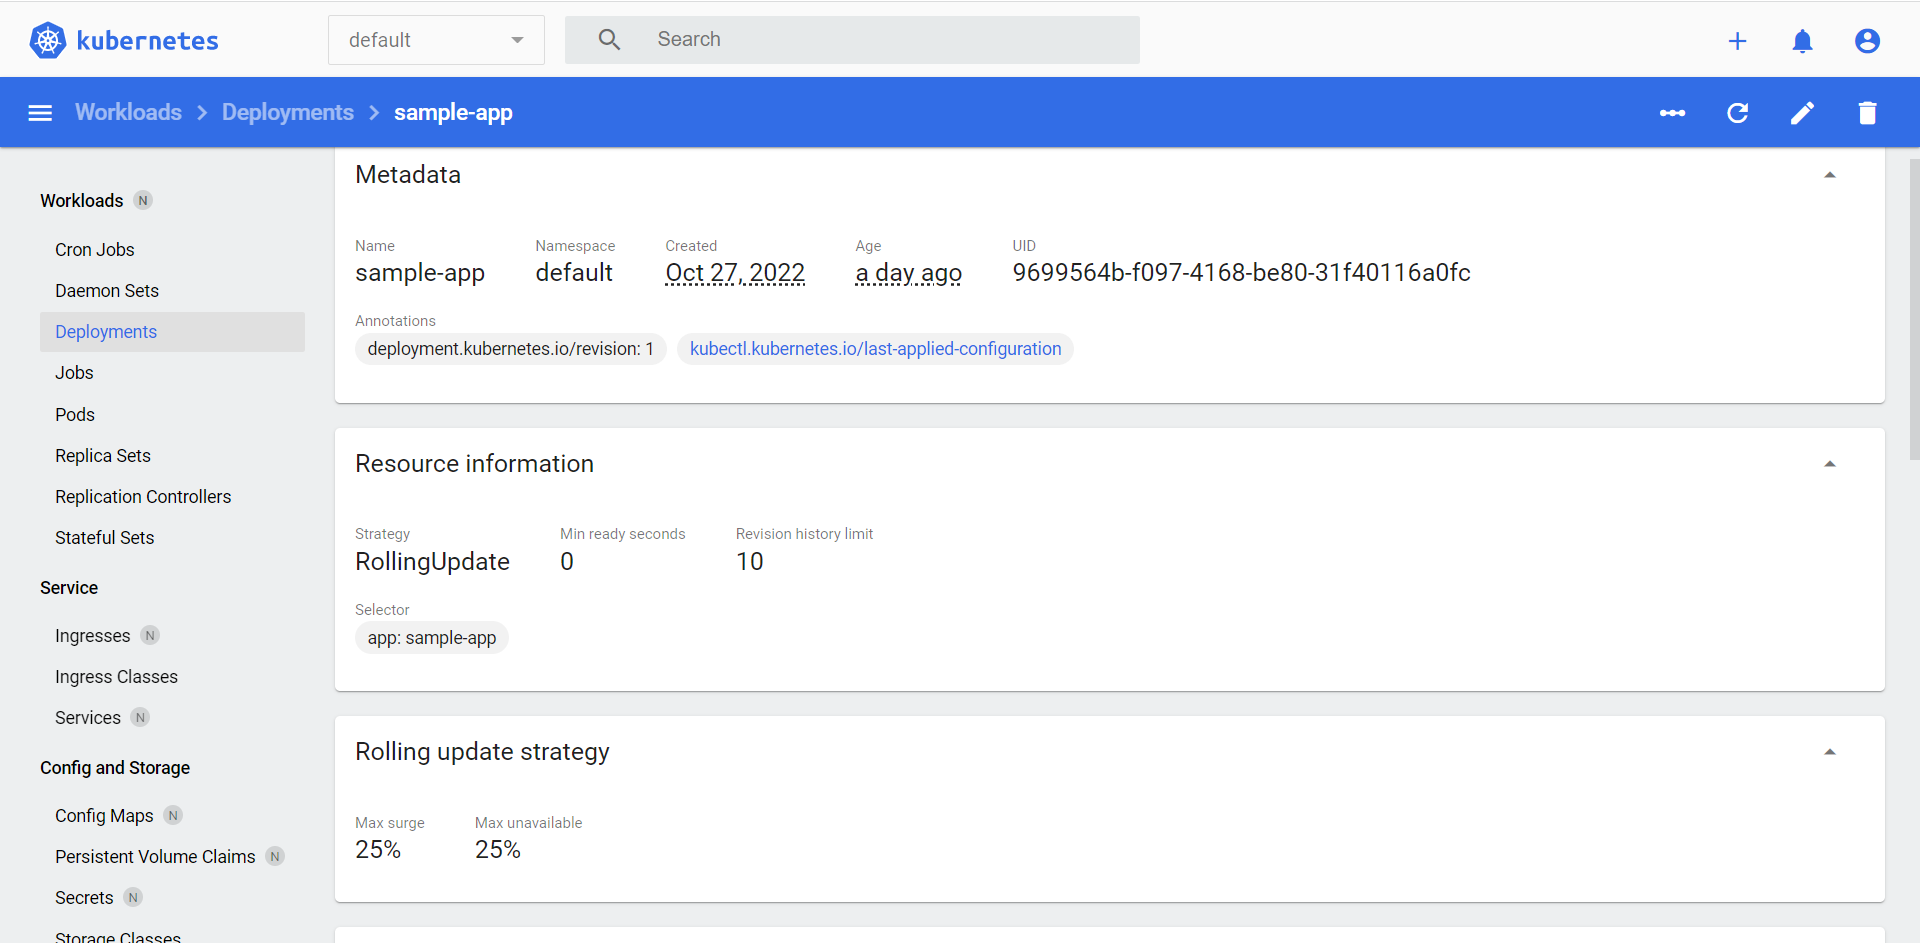 kubernetes
default
Search
Workloads > Deployments > sample-app
Workloads N
Cron Jobs
Daemon Sets
Deployments
Jobs
Pods
Replica Sets
Replication Controllers
Stateful Sets
Service
Ingresses N
Ingress Classes
Services N
Config and Storage
Config Maps N
Persistent Volume Claims N
Secrets N
Storage Classes
Metadata
Name Namespace Created Age UID
sample-app default Oct 27, 2022 a day ago 9699564b-f097-4168-be80-31f40116a0fc
Annotations
deployment.kubernetes.io/revision: 1 kubectl.kubernetes.io/last-applied-configuration
Resource information
Strategy Min ready seconds Revision history limit
RollingUpdate 0 10
Selector
app: sample-app
Rolling update strategy
Max surge Max unavailable
25% 25%